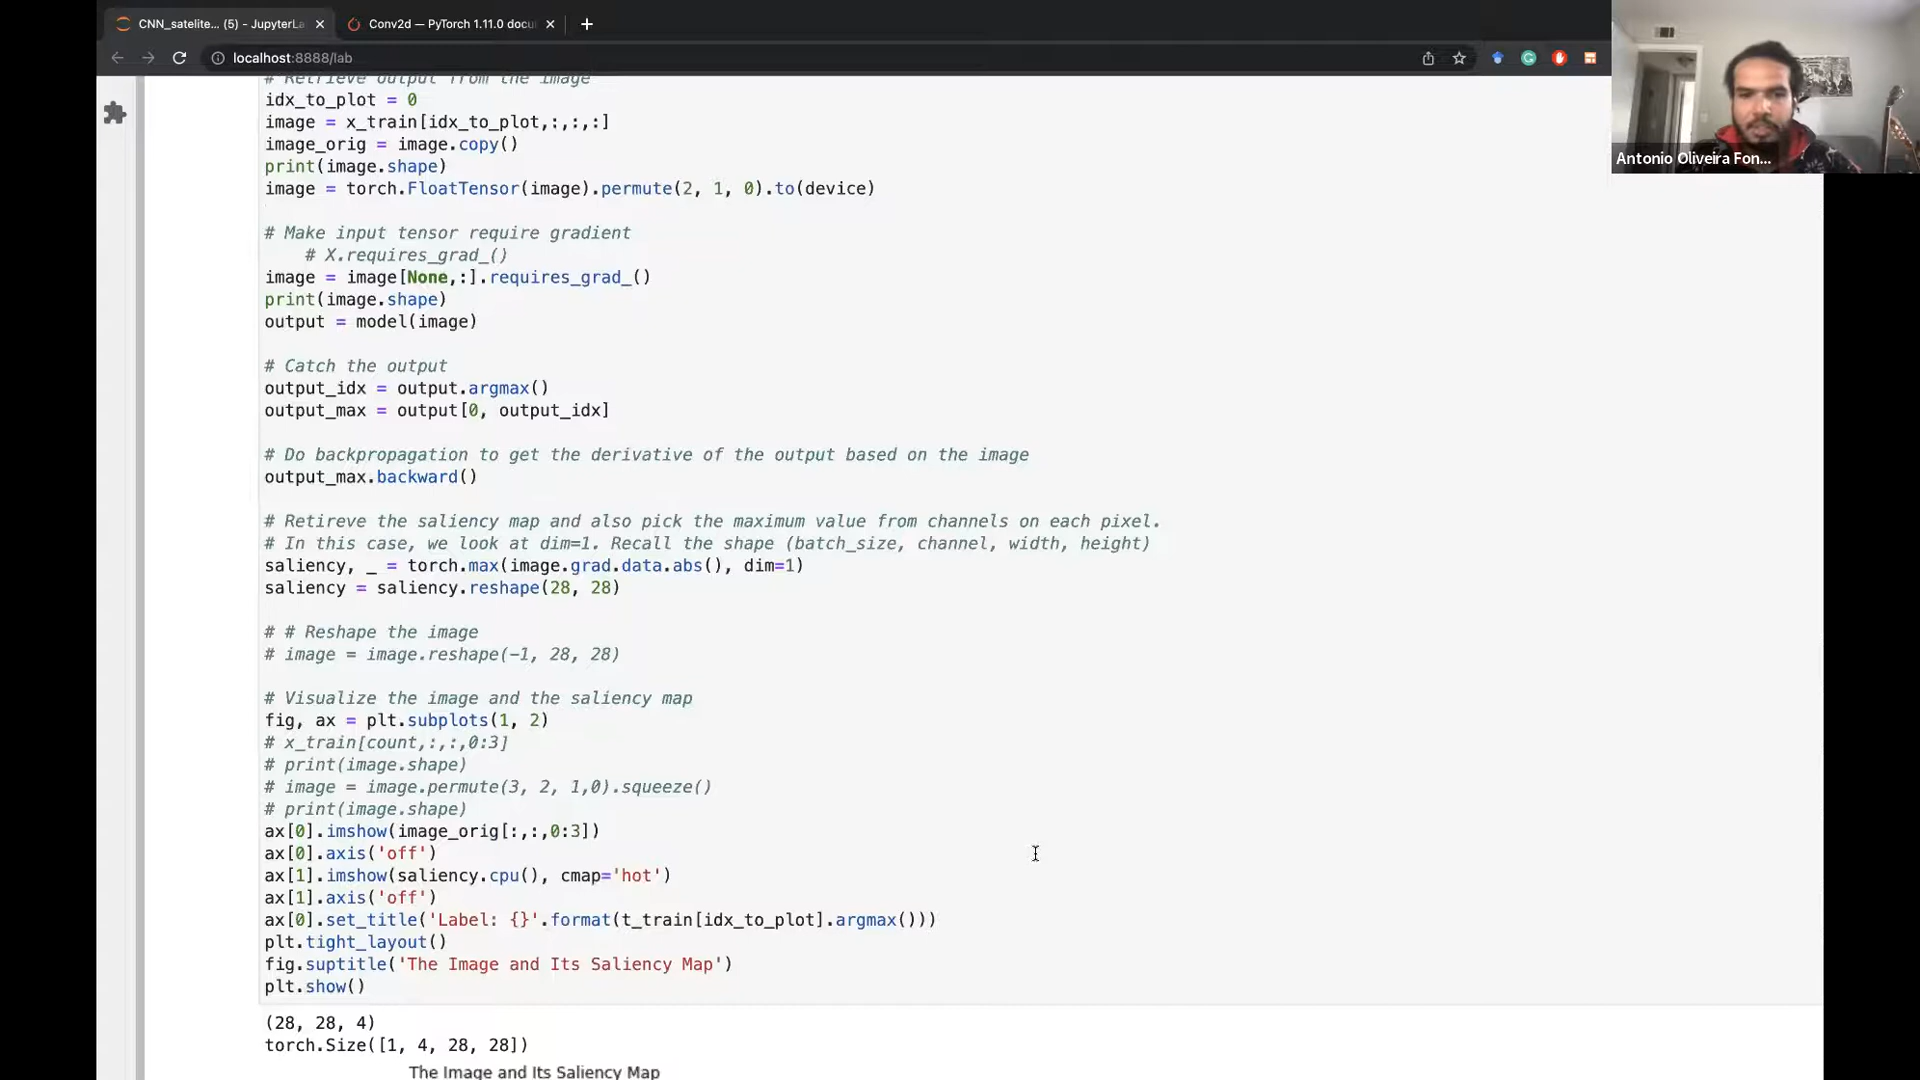 CNN_satelite... (5) - JupyterLa
Conv2d — PyTorch 1.11.0 docu
localhost:8888/lab
# Retrieve output from the image
idx_to_plot = 0
image = x_train[idx_to_plot,:,:,:]
image_orig = image.copy()
print(image.shape)
image = torch.FloatTensor(image).permute(2, 1, 0).to(device)
# Make input tensor require gradient
# X.requires_grad_()
image = image[None,:].requires_grad_()
print(image.shape)
output = model(image)
# Catch the output
output_idx = output.argmax()
output_max = output[0, output_idx]
# Do backpropagation to get the derivative of the output based on the image
output_max.backward()
# Retireve the saliency map and also pick the maximum value from channels on each pixel.
# In this case, we look at dim=1. Recall the shape (batch_size, channel, width, height)
saliency, _ = torch.max(image.grad.data.abs(), dim=1)
saliency = saliency.reshape(28, 28)
# # Reshape the image
# image = image.reshape(-1, 28, 28)
# Visualize the image and the saliency map
fig, ax = plt.subplots(1, 2)
# x_train[count,:,:,0:3]
# print(image.shape)
# image = image.permute(3, 2, 1,0).squeeze()
# print(image.shape)
ax[0].imshow(image_orig[:,:,0:3])
ax[0].axis('off')
ax[1].imshow(saliency.cpu(), cmap='hot')
ax[1].axis('off')
ax[0].set_title('Label: {}'.format(t_train[idx_to_plot].argmax()))
plt.tight_layout()
fig.suptitle('The Image and Its Saliency Map')
plt.show()
(28, 28, 4)
torch.Size([1, 4, 28, 28])
The Image and Its Saliency Map
Antonio Oliveira Fon...